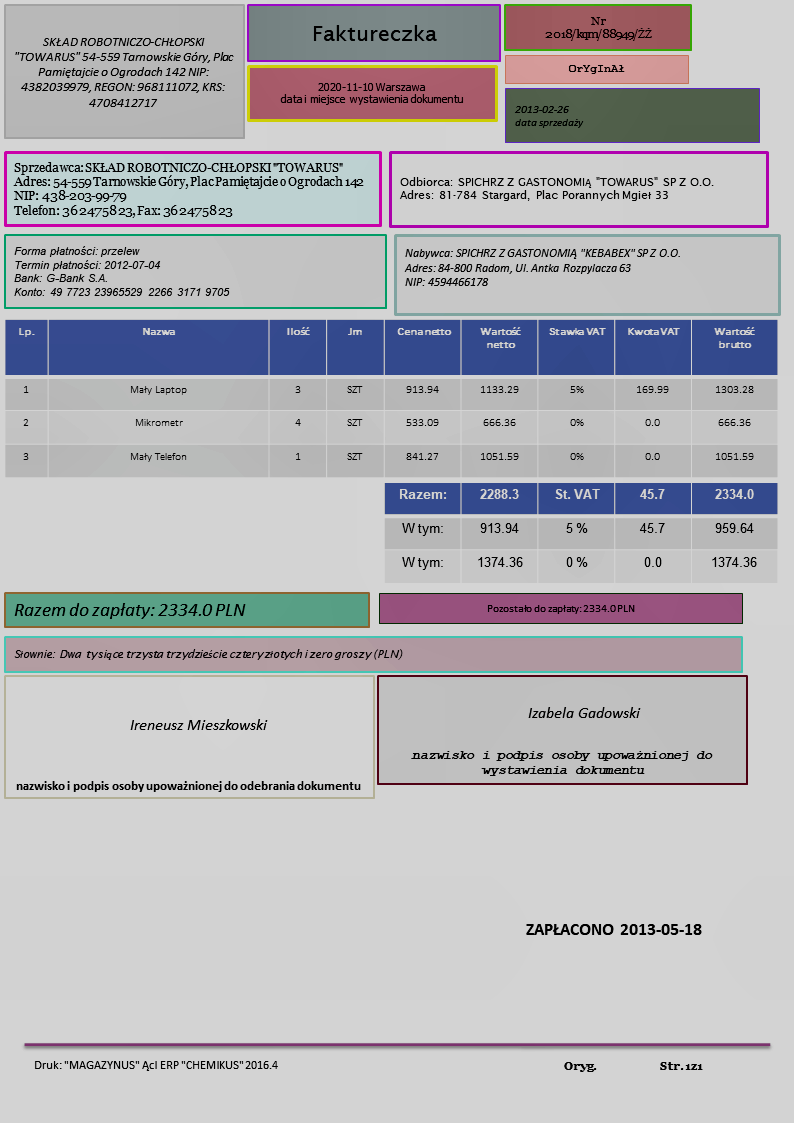 SKŁAD ROBOTNICZO-CHŁOPSKI
"TOWARUS" 54-559 Tarnowskie Góry, Plac
Pamiętajcie o Ogrodach 142 NIP:
4382039979, REGON: 968111072, KRS:
4708412717
Faktureczka
2020-11-10 Warszawa
data i miejsce wystawienia dokumentu
Nr
2018/kqm/88949/ŻŻ
OrYgInAł
2013-02-26
data sprzedaży
Sprzedawca: SKŁAD ROBOTNICZO-CHŁOPSKI "TOWARUS"
Adres: 54-559 Tarnowskie Góry, Plac Pamiętajcie o Ogrodach 142
NIP: 438-203-99-79
Telefon: 362475823, Fax: 362475823
Odbiorca: SPICHRZ Z GASTONOMIĄ "TOWARUS" SP Z O.O.
Adres: 81-784 Stargard, Plac Porannych Mgieł 33
Forma płatności: przelew
Termin płatności: 2012-07-04
Bank: G-Bank S.A.
Konto: 49 7723 23965529 2266 3171 9705
Nabywca: SPICHRZ Z GASTONOMIĄ "KEBABEX" SP Z O.O.
Adres: 84-800 Radom, Ul. Antka Rozpylacza 63
NIP: 4594466178
Lp. Nazwa Ilość Jm Cena netto Wartość netto Stawka VAT Kwota VAT Wartość brutto
1 Mały Laptop 3 SZT 913.94 1133.29 5% 169.99 1303.28
2 Mikrometr 4 SZT 533.09 666.36 0% 0.0 666.36
3 Mały Telefon 1 SZT 841.27 1051.59 0% 0.0 1051.59
Razem: 2288.3 St. VAT 45.7 2334.0
W tym: 913.94 5 % 45.7 959.64
W tym: 1374.36 0 % 0.0 1374.36
Razem do zapłaty: 2334.0 PLN
Pozostało do zapłaty: 2334.0 PLN
Słownie: Dwa tysiące trzysta trzydzieście cztery złotych i zero groszy (PLN)
Ireneusz Mieszkowski
nazwisko i podpis osoby upoważnionej do odebrania dokumentu
Izabela Gadowski
nazwisko i podpis osoby upoważnionej do
wystawienia dokumentu
ZAPŁACONO 2013-05-18
Druk: "MAGAZYNUS" Ącl ERP "CHEMIKUS" 2016.4
Oryg. Str. 1z1